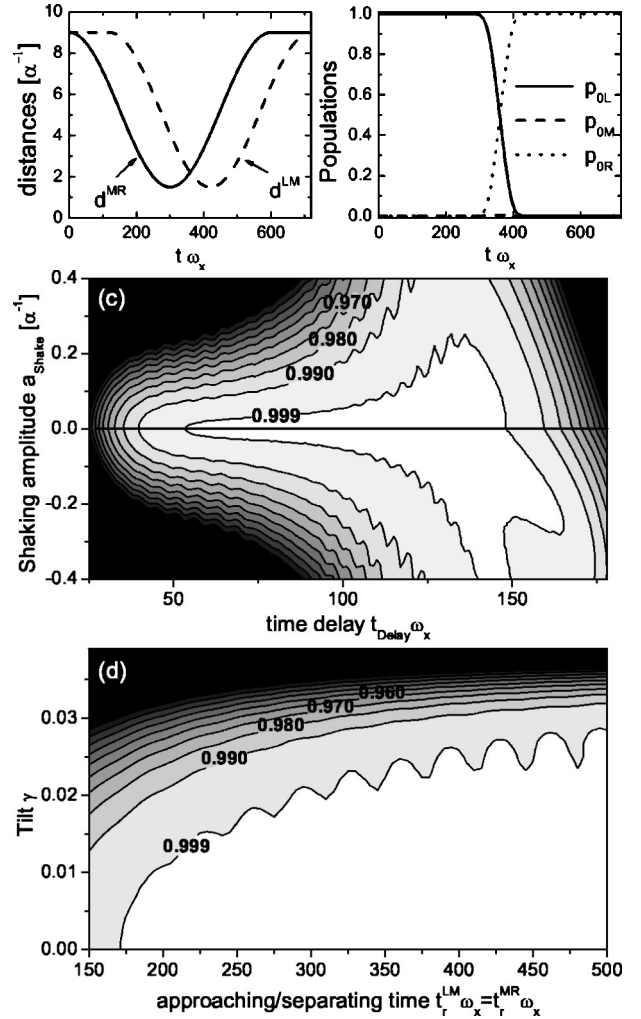 distances [α⁻¹]
10
8
6
4
2
0
d^MR
d^LM
0 200 400 600
t ω_x
Populations
1.0
0.8
0.6
0.4
0.2
0.0
p_0L
p_0M
p_0R
0 200 400 600
t ω_x
(c)
Shaking amplitude a_Shake [α⁻¹]
0.4
0.2
0.0
-0.2
-0.4
0.970
0.980
0.990
0.999
50 100 150
time delay t_Delay ω_x
(d)
Tilt γ
0.03
0.02
0.01
0.00
0.960
0.970
0.980
0.990
0.999
150 200 250 300 350 400 450 500
approaching/separating time t_r^LM ω_x=t_r^MR ω_x